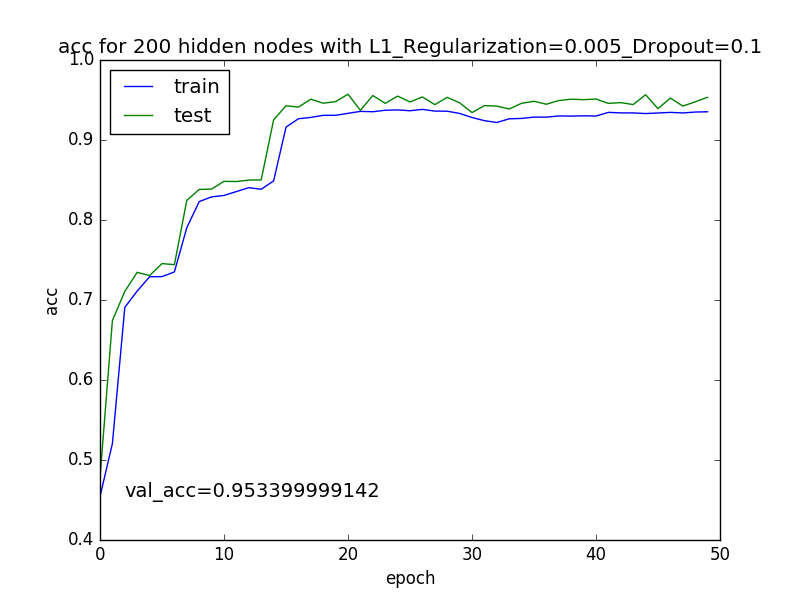 acc for 200 hidden nodes with L1_Regularization=0.005_Dropout=0.1
1.0
train
test
0.9
0.8
0.7
acc
0.6
0.5
val_acc=0.953399999142
0.4
0 10 20 30 40 50
epoch